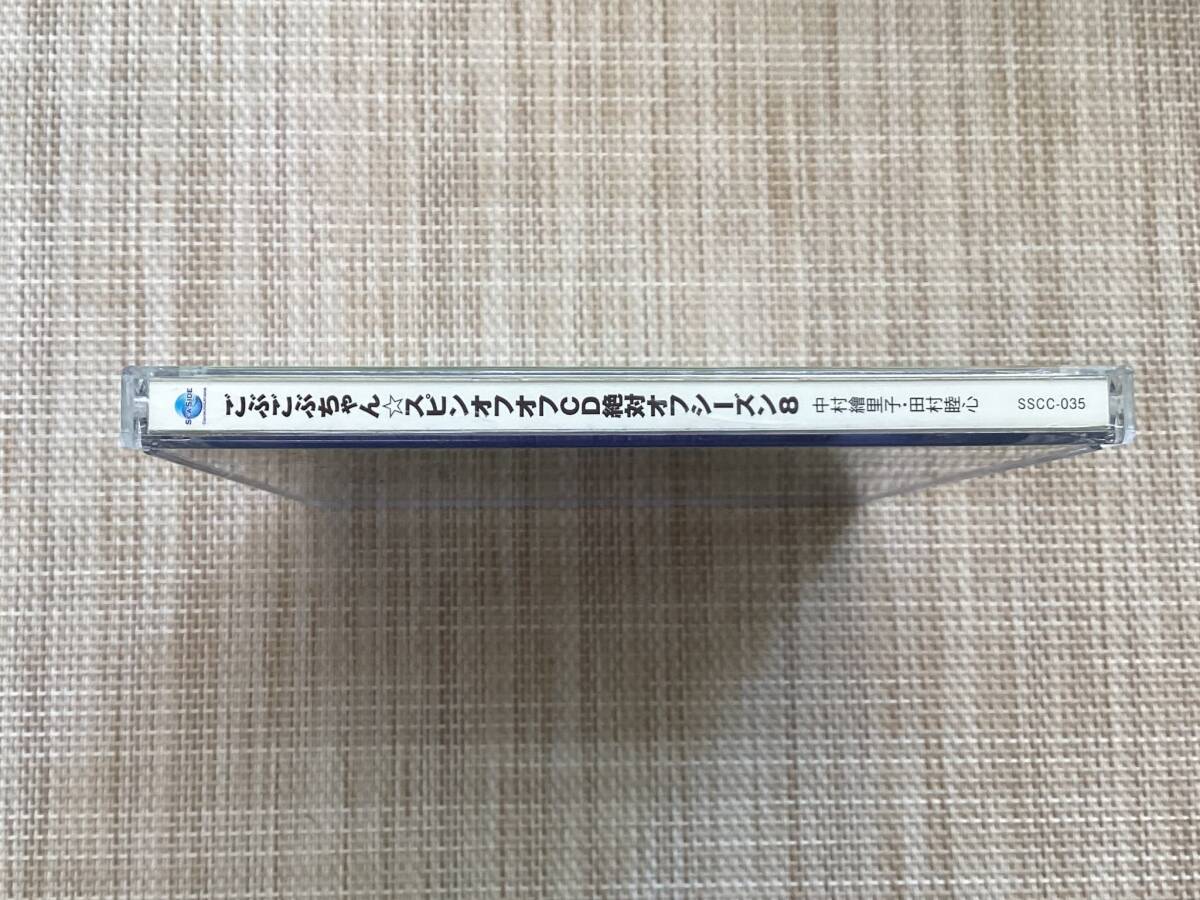 SEASIDE
ごぶごぶちゃん☆スピンオフオフCD絶対オフシーズン8 中村繪里子・田村睦心 SSCC-035